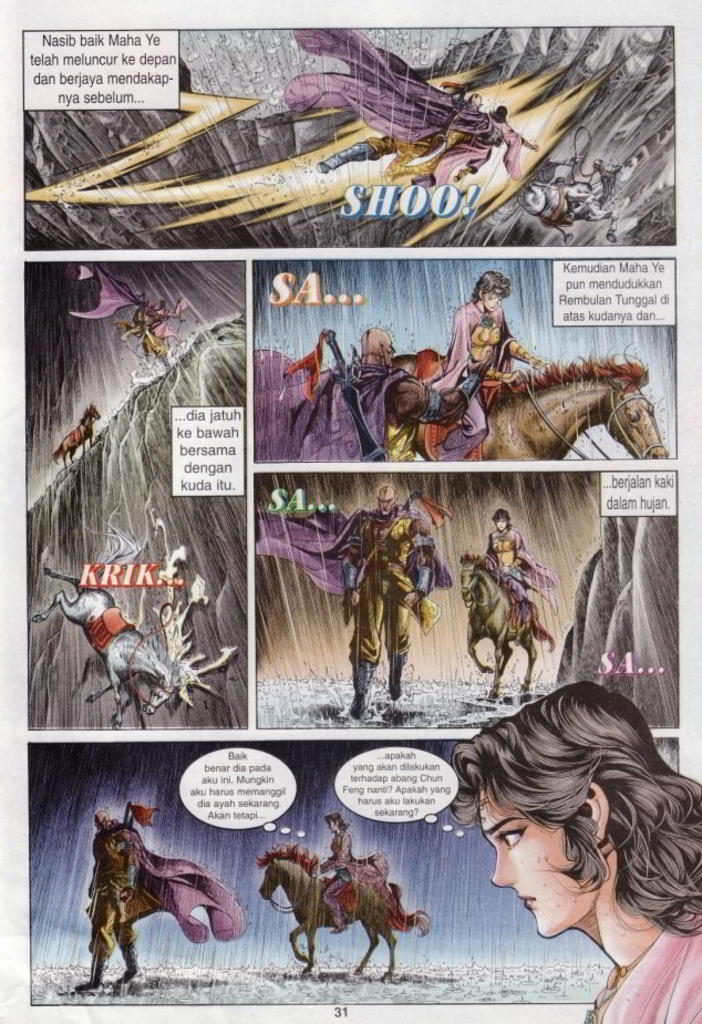 Nasib baik Maha Ye
telah meluncur ke depan
dan berjaya mendakap-
nya sebelum...
SHOO!
...dia jatuh
ke bawah
bersama
dengan
kuda itu.
KRIK...
SA...
Kemudian Maha Ye
pun mendudukkan
Rembulan Tunggal di
atas kudanya dan...
SA...
...berjalan kaki
dalam hujan.
SA...
Baik
benar dia pada
aku ini. Mungkin
aku harus memanggil
dia ayah sekarang.
Akan tetapi...
...apakah
yang akan dilakukan
terhadap abang Chun
Feng nanti? Apakah yang
harus aku lakukan
sekarang?
31